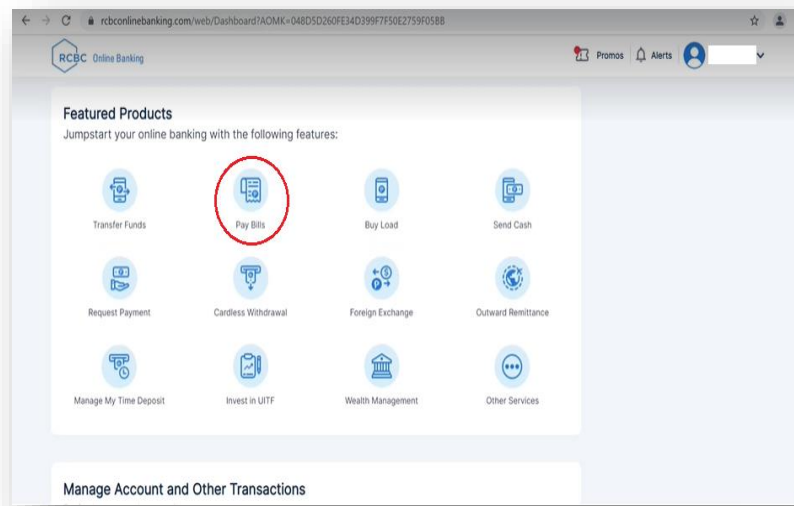 rcbconlinebanking.com/web/Dashboard?AOMK=048D5D260FE34D399F7F50E2759F05BB
RCBC Online Banking
Promos Alerts
Featured Products
Jumpstart your online banking with the following features:
Transfer Funds Pay Bills Buy Load Send Cash
Request Payment Cardless Withdrawal Foreign Exchange Outward Remittance
Manage My Time Deposit Invest in UITF Wealth Management Other Services
Manage Account and Other Transactions